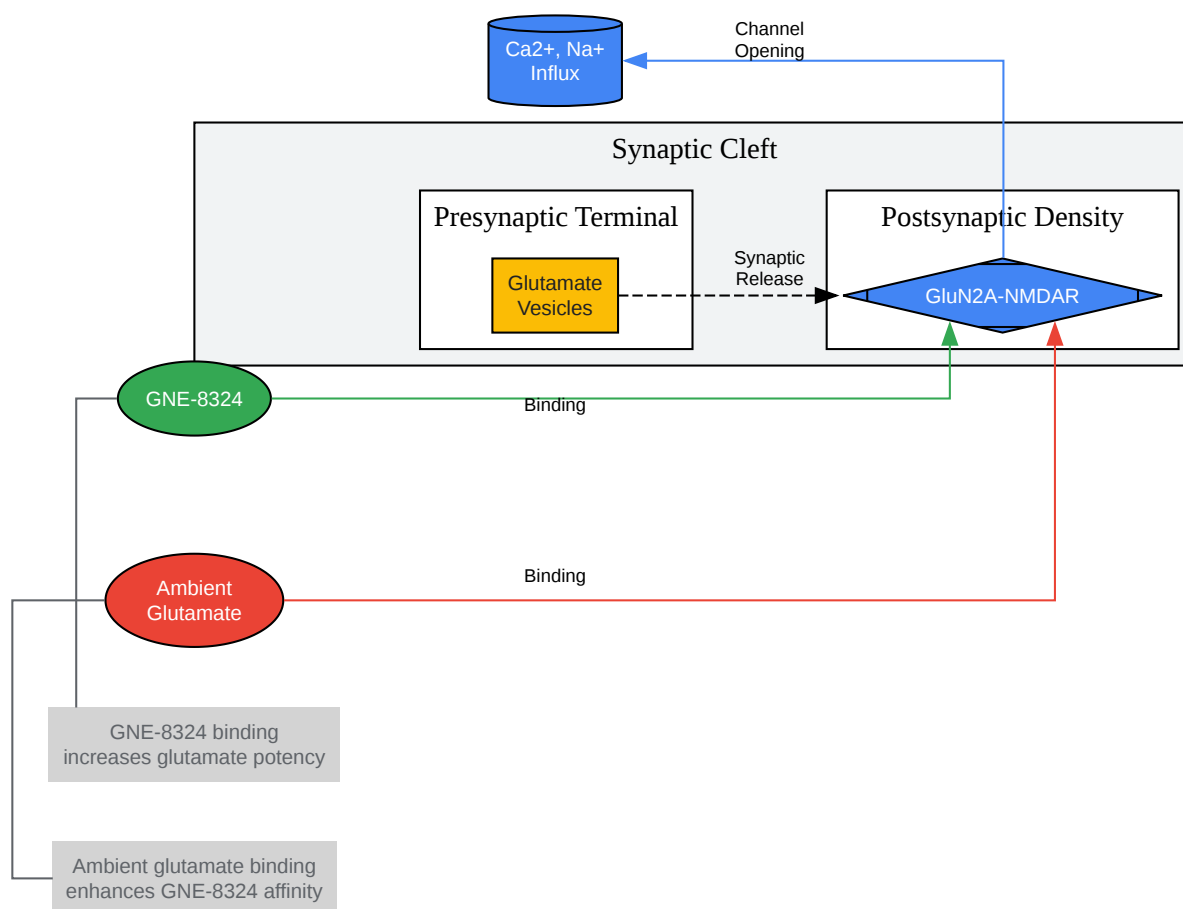 Channel
Opening
Ca2+, Na+
Influx
Synaptic Cleft
Presynaptic Terminal
Postsynaptic Density
Synaptic
Release
Glutamate
Vesicles
GluN2A-NMDAR
GNE-8324
Binding
Ambient
Glutamate
Binding
GNE-8324 binding
increases glutamate potency
Ambient glutamate binding
enhances GNE-8324 affinity